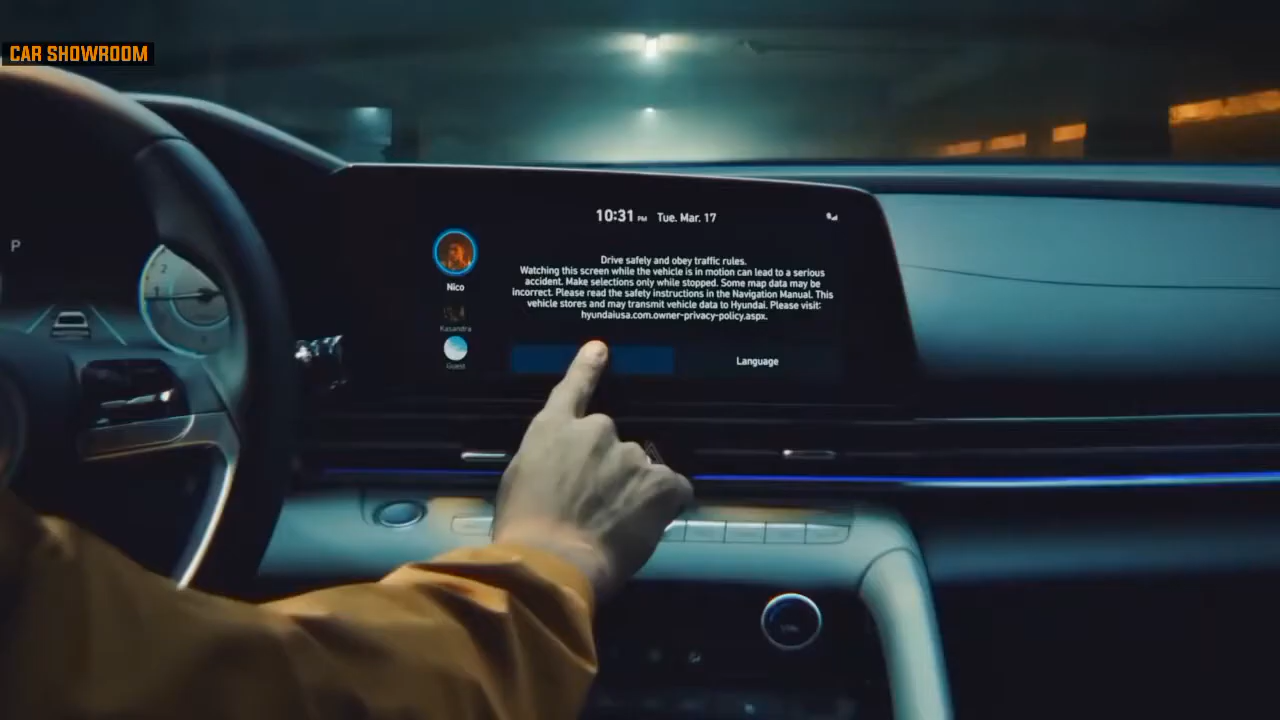 CAR SHOWROOM
10:31 PM Tue. Mar. 17
P
2
1
Nico
Kasandra
Guest
Drive safely and obey traffic rules.
Watching this screen while the vehicle is in motion can lead to a serious
accident. Make selections only while stopped. Some map data may be
incorrect. Please read the safety instructions in the Navigation Manual. This
vehicle stores and may transmit vehicle data to Hyundai. Please visit:
hyundaiusa.com.owner-privacy-policy.aspx.
Language